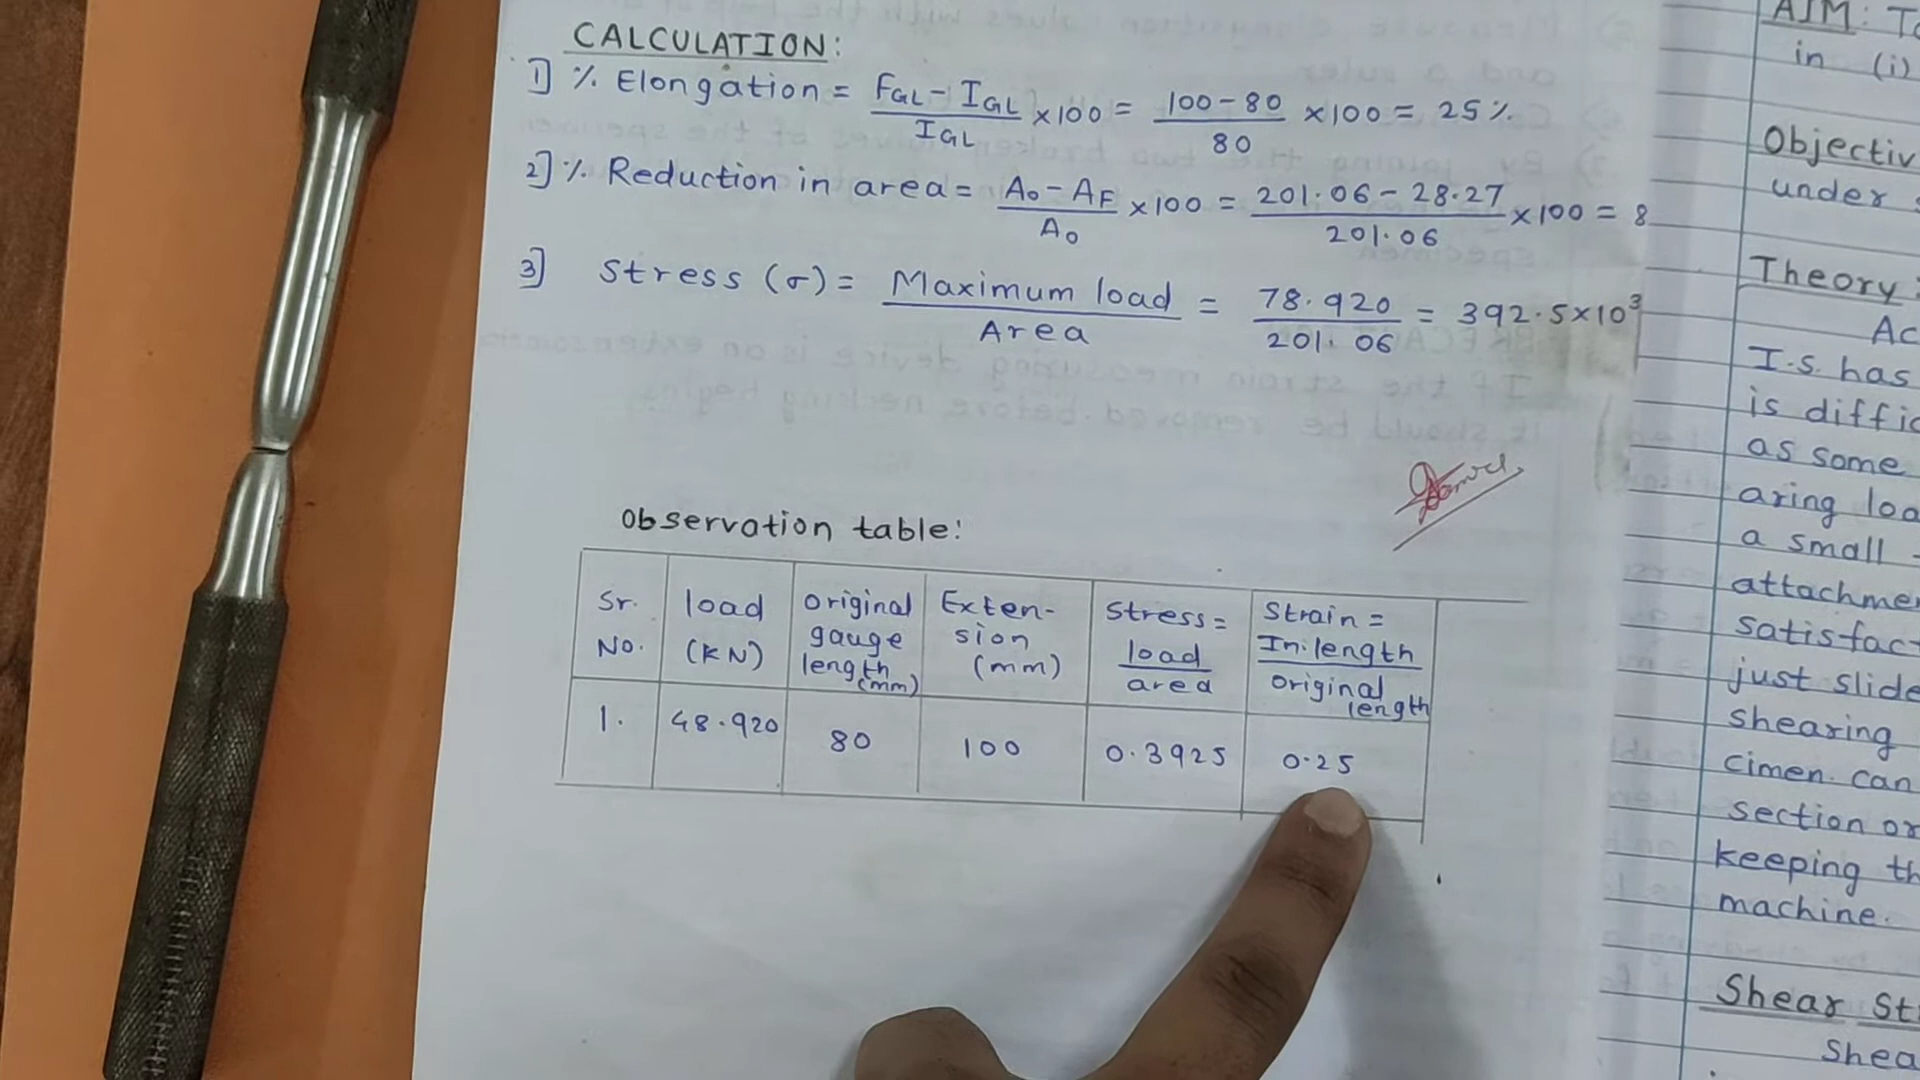 CALCULATION:
1] % Elongation = FGL - IGL / IGL × 100 = 100 - 80 / 80 × 100 = 25 %
2] % Reduction in area = A0 - AF / A0 × 100 = 201.06 - 28.27 / 201.06 × 100 = 8
3] Stress (σ) = Maximum load / Area = 78.920 / 201.06 = 392.5 × 10³
Observation table:
Sr. No. | load (KN) | original gauge length (mm) | Exten- sion (mm) | Stress = load / area | Strain = In. length / original length
1. | 48.920 | 80 | 100 | 0.3925 | 0.25
AIM: To
in (i)
Objectiv
under
Theory:
Ac
I.S. has
is diffic
as some
aring loa
a small
attachmen
satisfact
just slide
shearing
cimen. can
section or
keeping th
machine.
Shear St
Shea